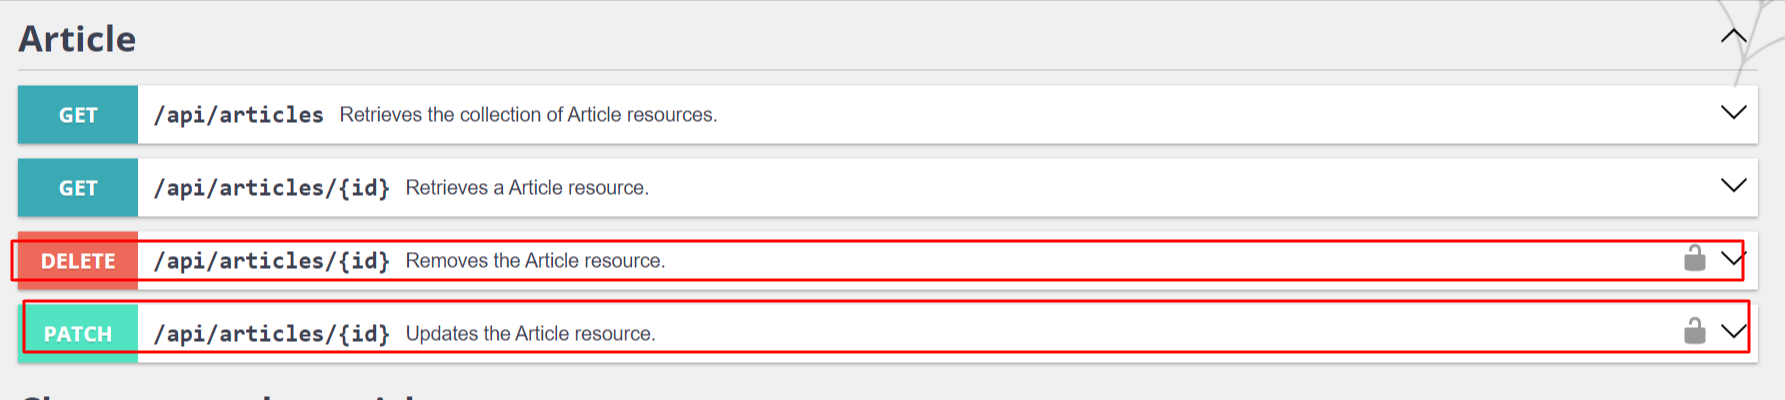 Article
GET /api/articles Retrieves the collection of Article resources.
GET /api/articles/{id} Retrieves a Article resource.
DELETE /api/articles/{id} Removes the Article resource.
PATCH /api/articles/{id} Updates the Article resource.